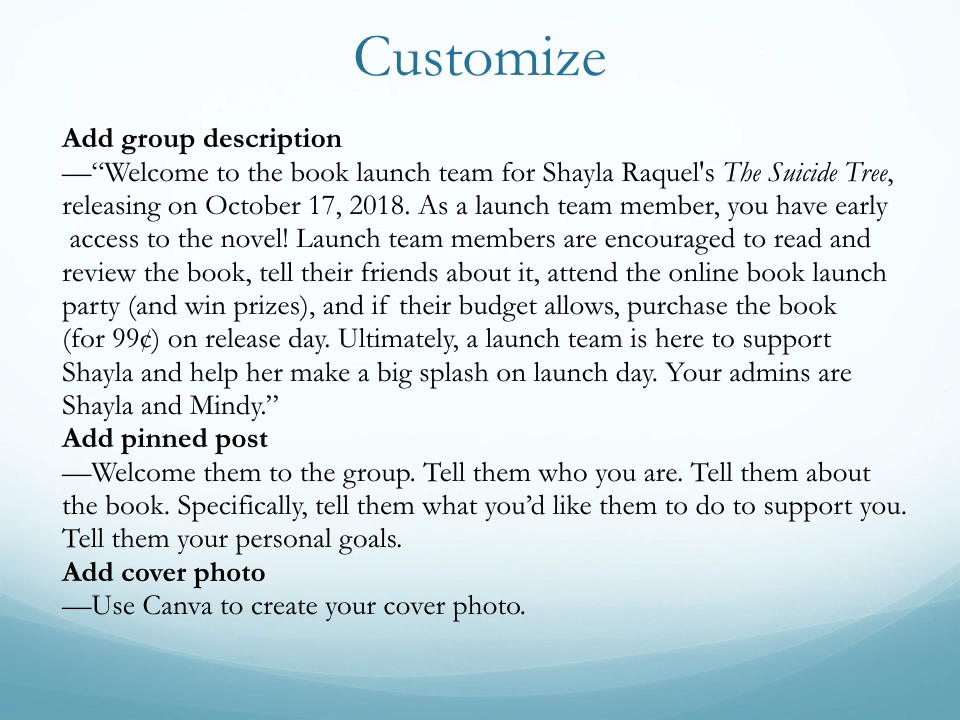 Customize
Add group description
—“Welcome to the book launch team for Shayla Raquel's The Suicide Tree,
releasing on October 17, 2018. As a launch team member, you have early
access to the novel! Launch team members are encouraged to read and
review the book, tell their friends about it, attend the online book launch
party (and win prizes), and if their budget allows, purchase the book
(for 99¢) on release day. Ultimately, a launch team is here to support
Shayla and help her make a big splash on launch day. Your admins are
Shayla and Mindy.”
Add pinned post
—Welcome them to the group. Tell them who you are. Tell them about
the book. Specifically, tell them what you’d like them to do to support you.
Tell them your personal goals.
Add cover photo
—Use Canva to create your cover photo.